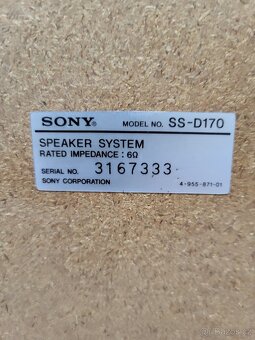 SONY® MODEL NO. SS-D170
SPEAKER SYSTEM
RATED IMPEDANCE : 6Ω
SERIAL NO. 3167333
SONY CORPORATION 4-955-871-01